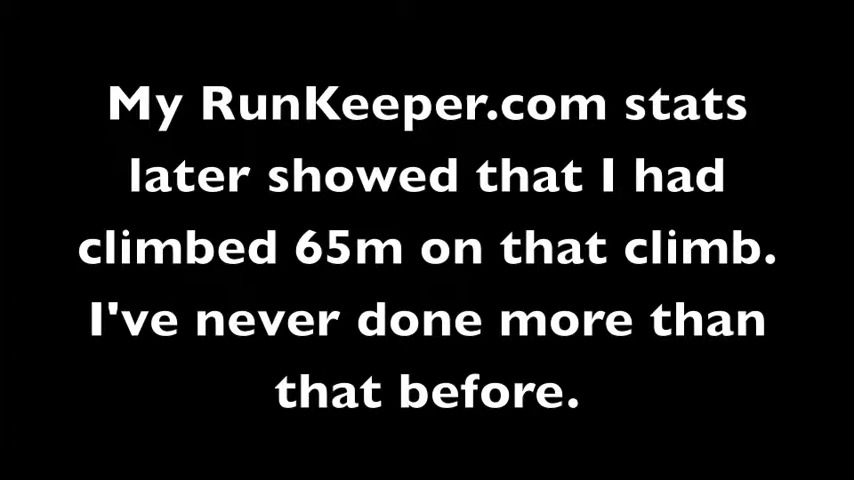 My RunKeeper.com stats
later showed that I had
climbed 65m on that climb.
I've never done more than
that before.